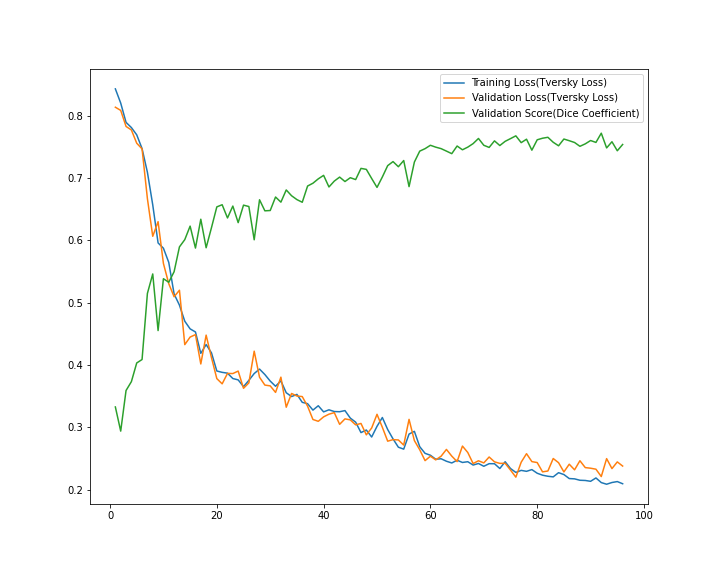 Training Loss(Tversky Loss)
Validation Loss(Tversky Loss)
Validation Score(Dice Coefficient)
0.8
0.7
0.6
0.5
0.4
0.3
0.2
0 20 40 60 80 100